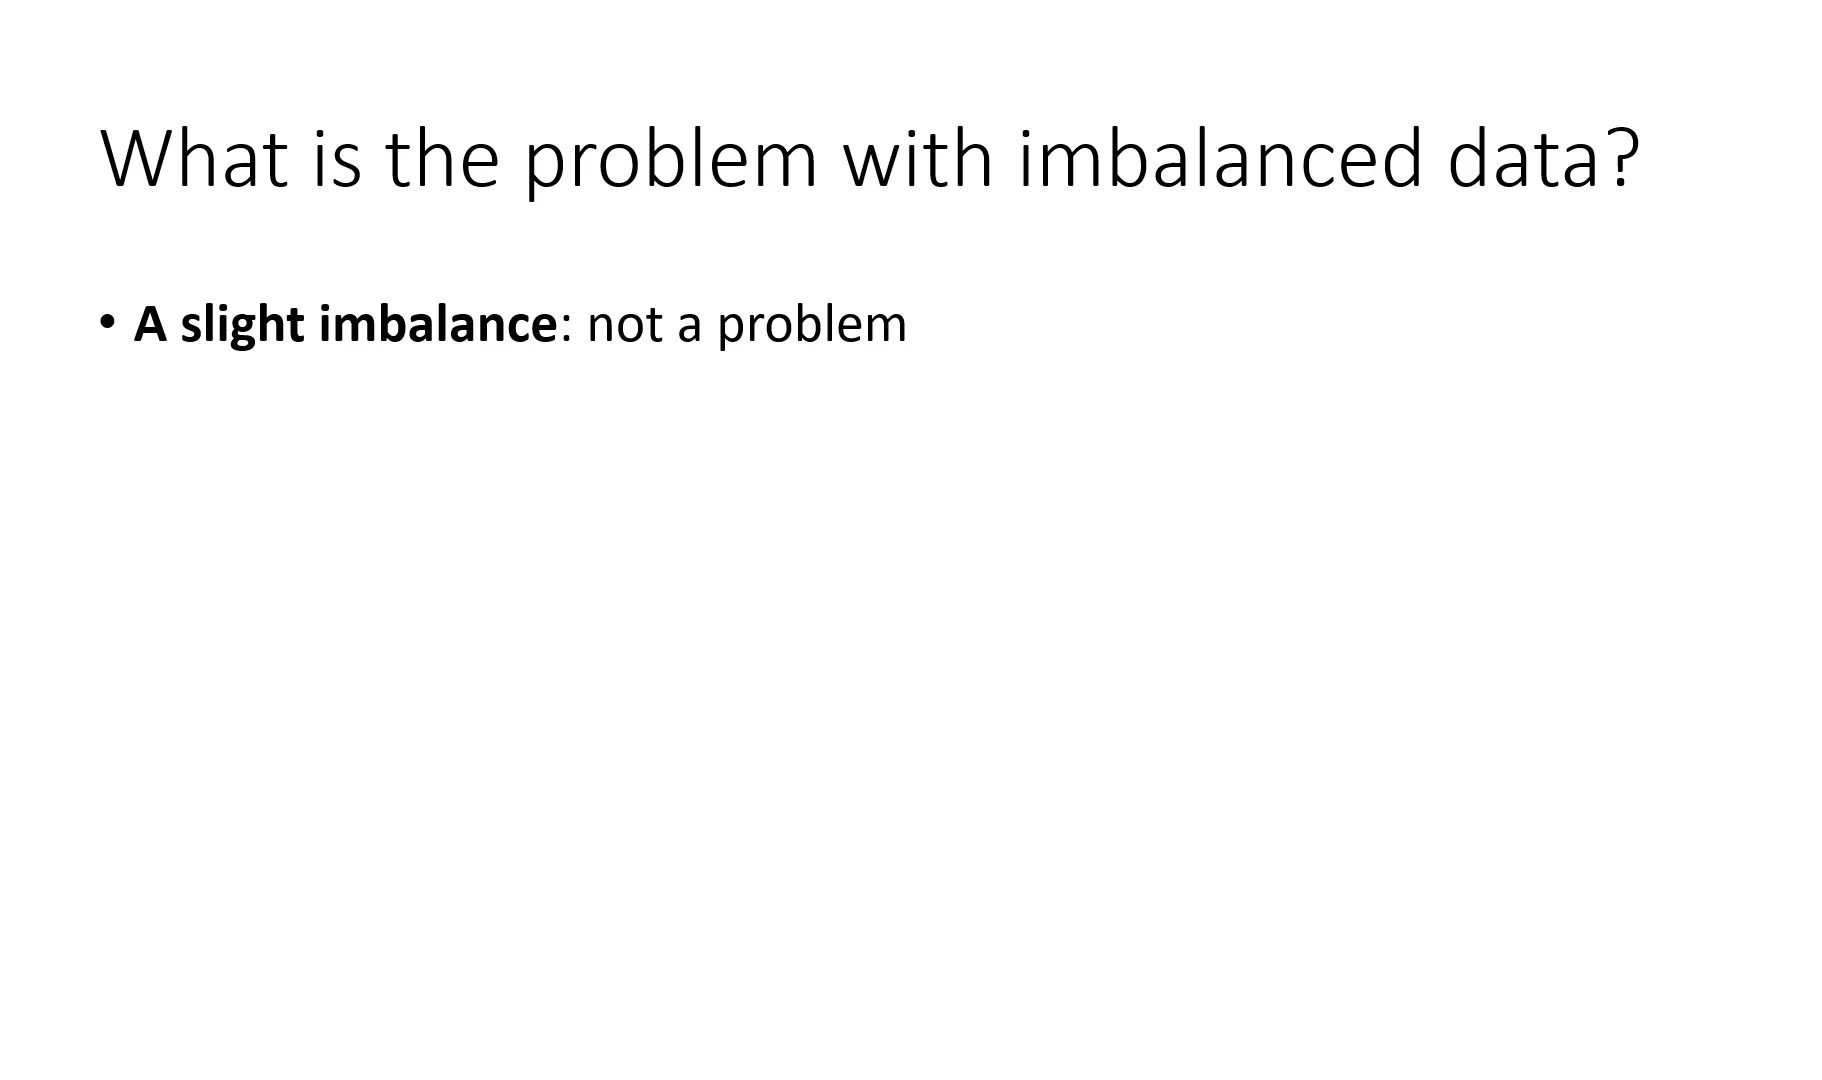 What is the problem with imbalanced data?
• A slight imbalance: not a problem